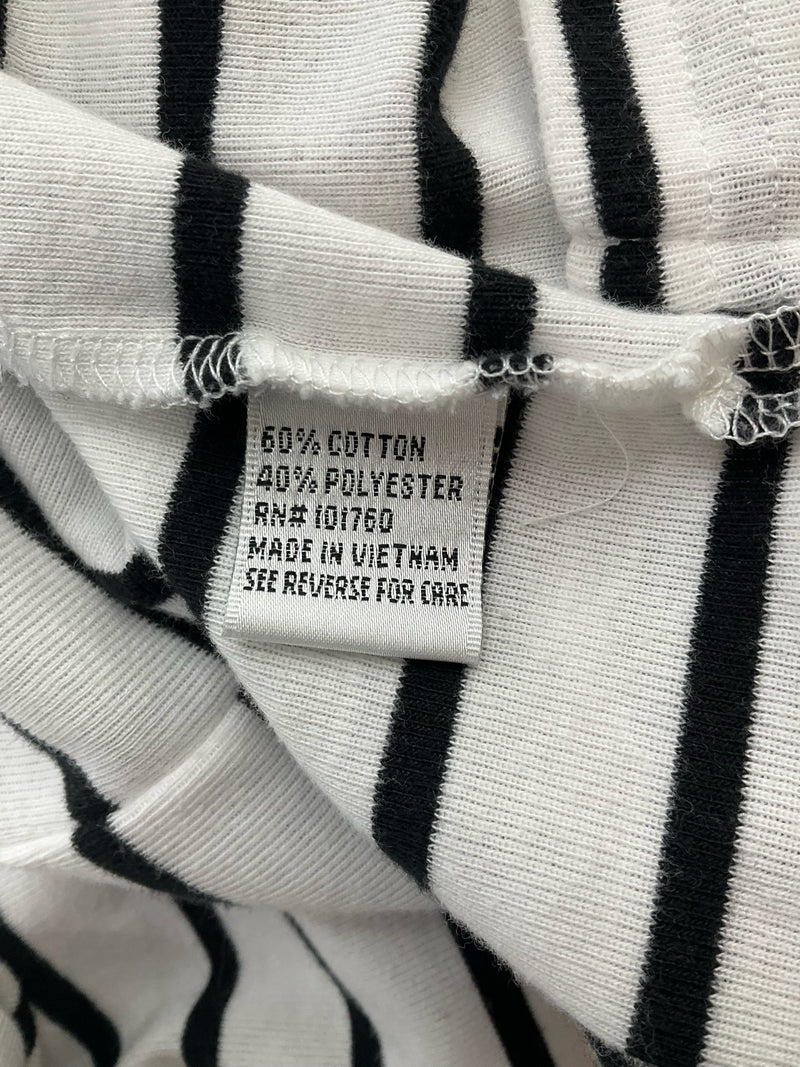 60% COTTON
40% POLYESTER
RN# 101760
MADE IN VIETNAM
SEE REVERSE FOR CARE